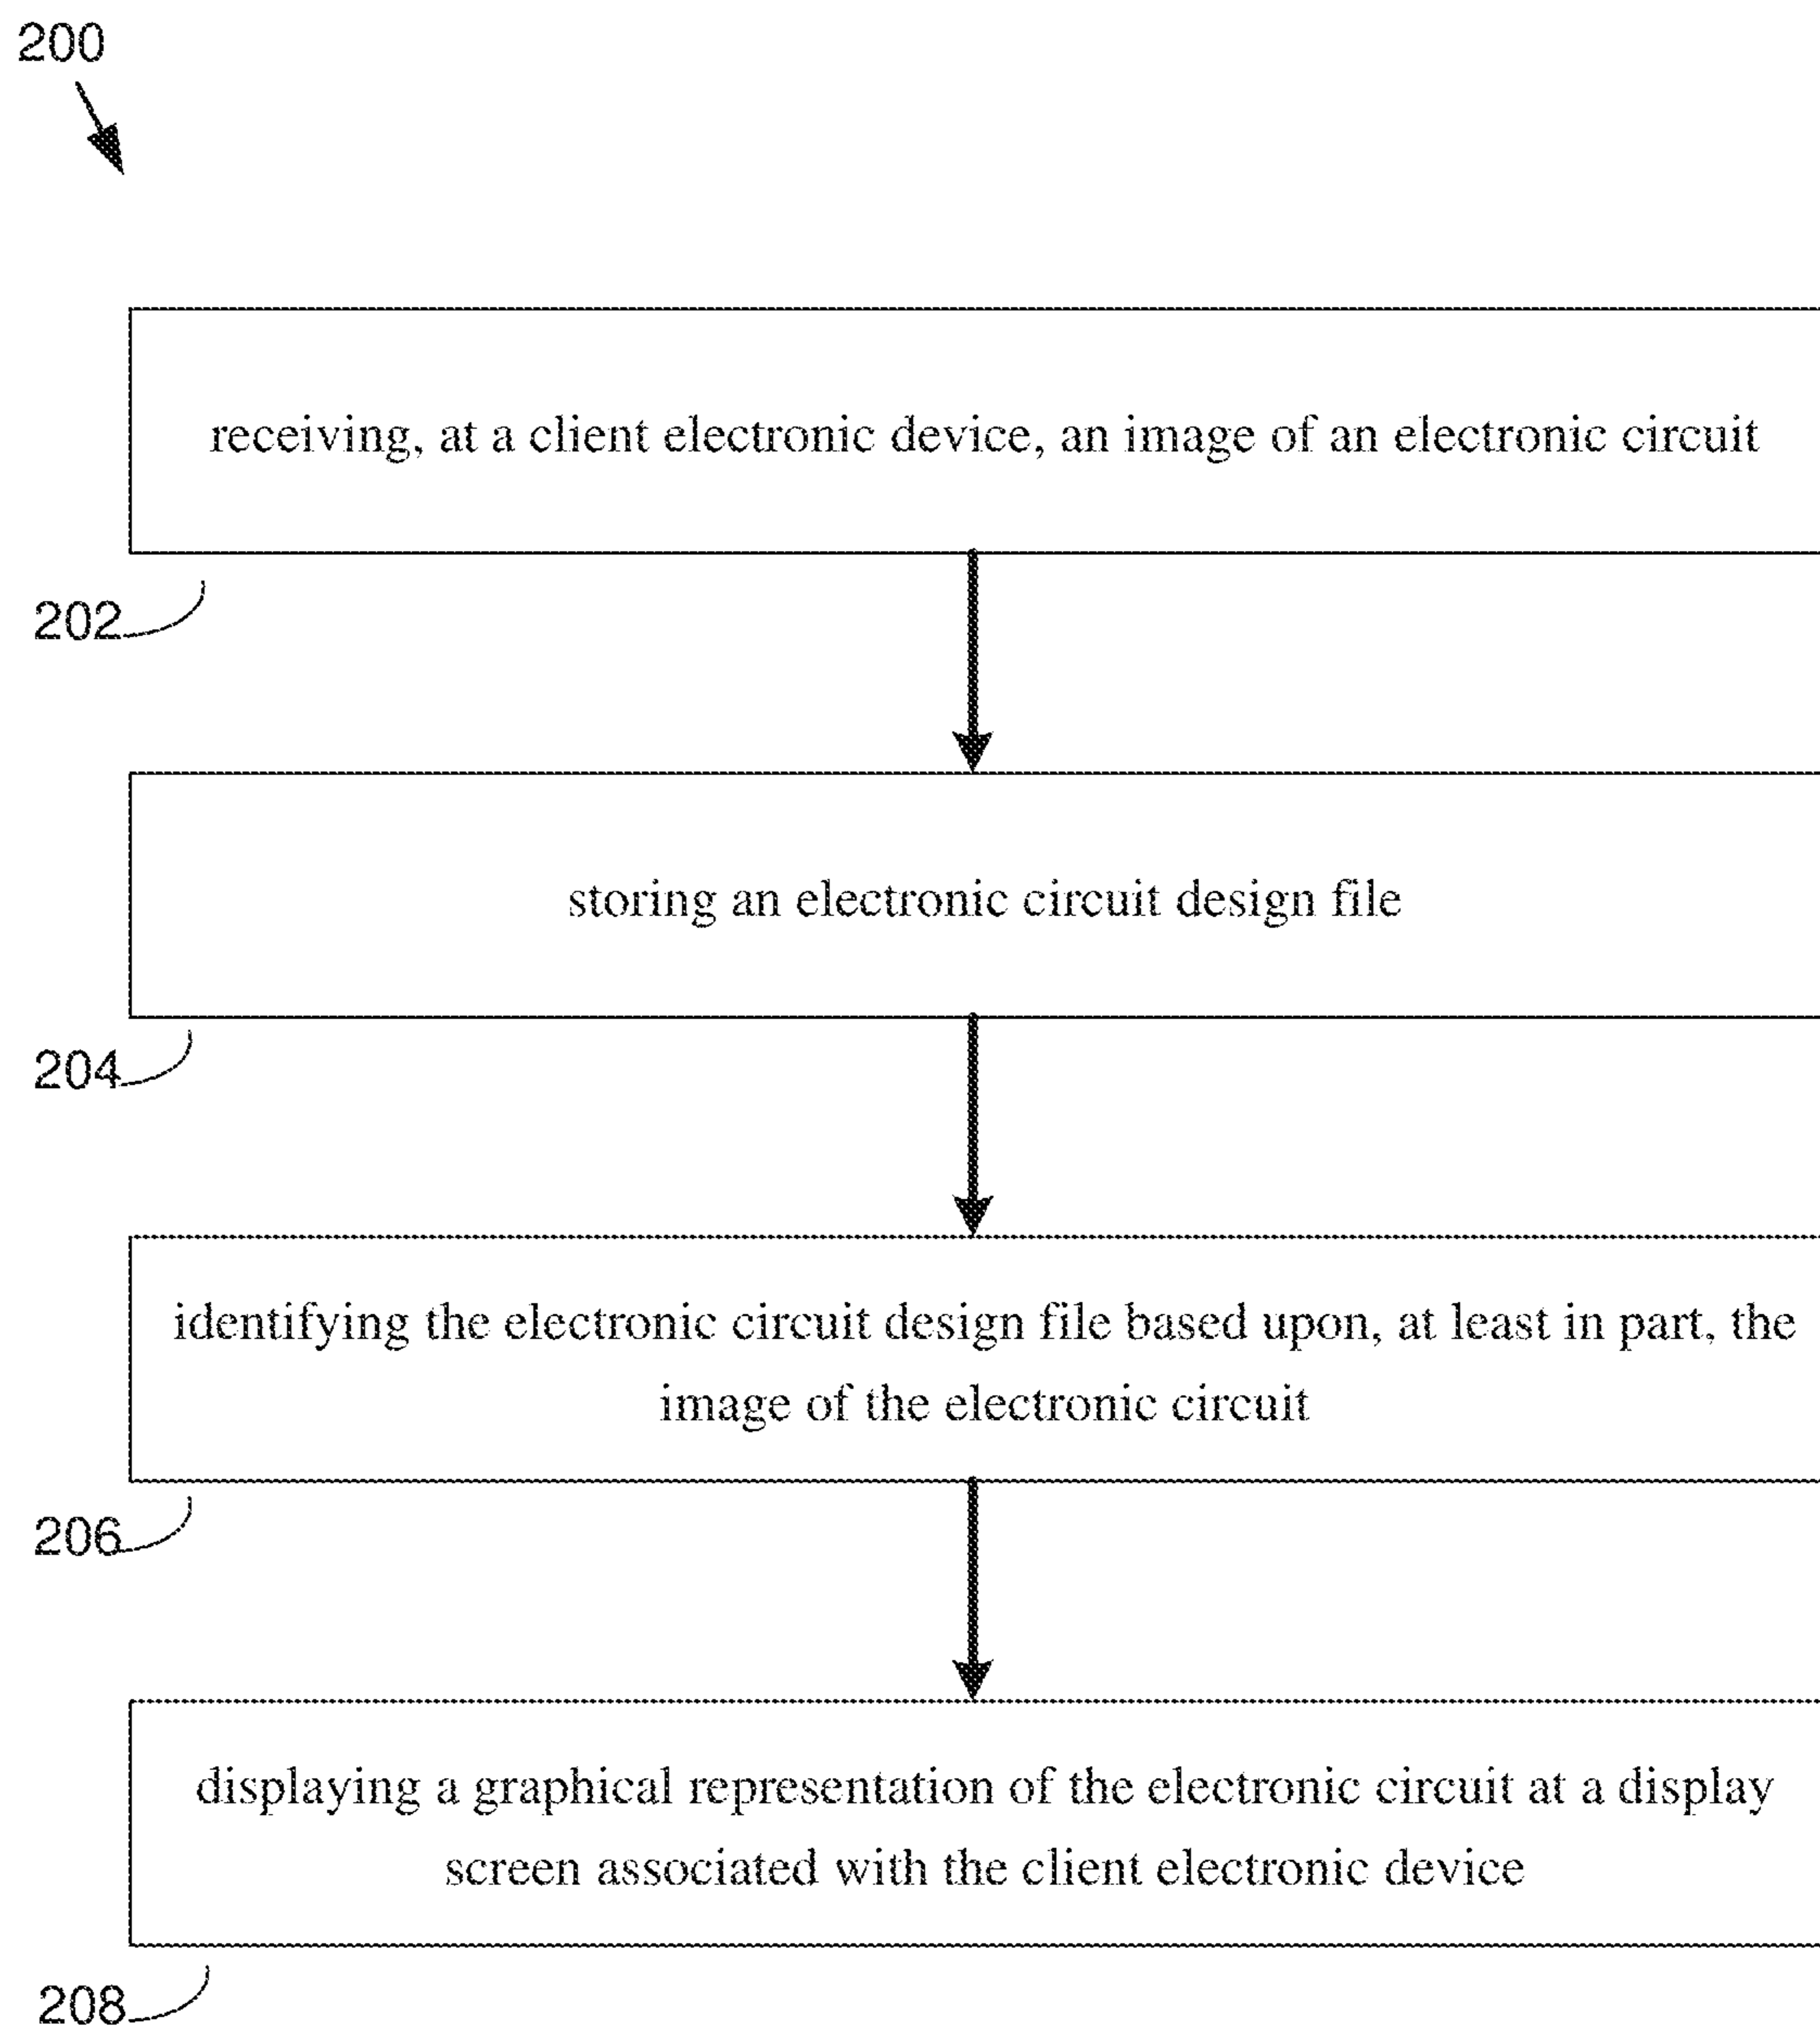 200
receiving, at a client electronic device, an image of an electronic circuit
202
storing an electronic circuit design file
204
identifying the electronic circuit design file based upon, at least in part, the
image of the electronic circuit
206
displaying a graphical representation of the electronic circuit at a display
screen associated with the client electronic device
208